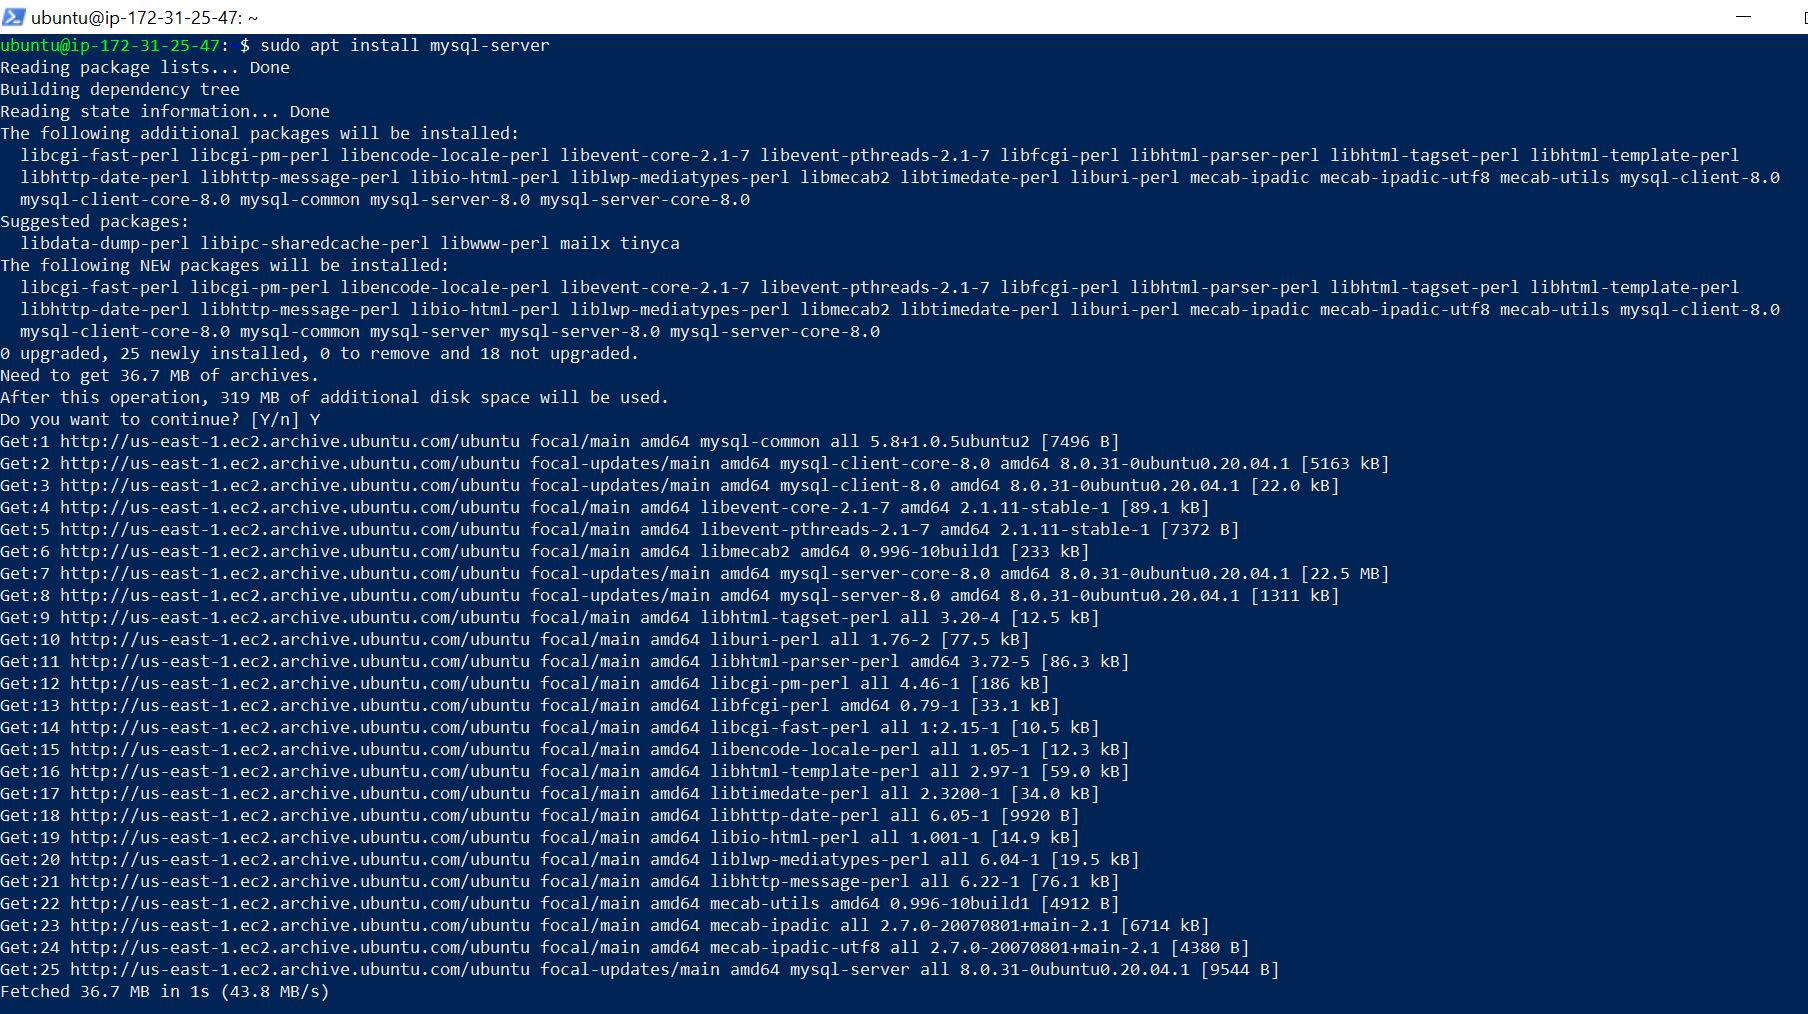 ubuntu@ip-172-31-25-47: ~
ubuntu@ip-172-31-25-47:~$ sudo apt install mysql-server
Reading package lists... Done
Building dependency tree
Reading state information... Done
The following additional packages will be installed:
  libcgi-fast-perl libcgi-pm-perl libencode-locale-perl libevent-core-2.1-7 libevent-pthreads-2.1-7 libfcgi-perl libhtml-parser-perl libhtml-tagset-perl libhtml-template-perl
  libhttp-date-perl libhttp-message-perl libio-html-perl liblwp-mediatypes-perl libmecab2 libtimedate-perl liburi-perl mecab-ipadic mecab-ipadic-utf8 mecab-utils mysql-client-8.0
  mysql-client-core-8.0 mysql-common mysql-server-8.0 mysql-server-core-8.0
Suggested packages:
  libdata-dump-perl libipc-sharedcache-perl libwww-perl mailx tinyca
The following NEW packages will be installed:
  libcgi-fast-perl libcgi-pm-perl libencode-locale-perl libevent-core-2.1-7 libevent-pthreads-2.1-7 libfcgi-perl libhtml-parser-perl libhtml-tagset-perl libhtml-template-perl
  libhttp-date-perl libhttp-message-perl libio-html-perl liblwp-mediatypes-perl libmecab2 libtimedate-perl liburi-perl mecab-ipadic mecab-ipadic-utf8 mecab-utils mysql-client-8.0
  mysql-client-core-8.0 mysql-common mysql-server mysql-server-8.0 mysql-server-core-8.0
0 upgraded, 25 newly installed, 0 to remove and 18 not upgraded.
Need to get 36.7 MB of archives.
After this operation, 319 MB of additional disk space will be used.
Do you want to continue? [Y/n] Y
Get:1 http://us-east-1.ec2.archive.ubuntu.com/ubuntu focal/main amd64 mysql-common all 5.8+1.0.5ubuntu2 [7496 B]
Get:2 http://us-east-1.ec2.archive.ubuntu.com/ubuntu focal-updates/main amd64 mysql-client-core-8.0 amd64 8.0.31-0ubuntu0.20.04.1 [5163 kB]
Get:3 http://us-east-1.ec2.archive.ubuntu.com/ubuntu focal-updates/main amd64 mysql-client-8.0 amd64 8.0.31-0ubuntu0.20.04.1 [22.0 kB]
Get:4 http://us-east-1.ec2.archive.ubuntu.com/ubuntu focal/main amd64 libevent-core-2.1-7 amd64 2.1.11-stable-1 [89.1 kB]
Get:5 http://us-east-1.ec2.archive.ubuntu.com/ubuntu focal/main amd64 libevent-pthreads-2.1-7 amd64 2.1.11-stable-1 [7372 B]
Get:6 http://us-east-1.ec2.archive.ubuntu.com/ubuntu focal/main amd64 libmecab2 amd64 0.996-10build1 [233 kB]
Get:7 http://us-east-1.ec2.archive.ubuntu.com/ubuntu focal-updates/main amd64 mysql-server-core-8.0 amd64 8.0.31-0ubuntu0.20.04.1 [22.5 MB]
Get:8 http://us-east-1.ec2.archive.ubuntu.com/ubuntu focal-updates/main amd64 mysql-server-8.0 amd64 8.0.31-0ubuntu0.20.04.1 [1311 kB]
Get:9 http://us-east-1.ec2.archive.ubuntu.com/ubuntu focal/main amd64 libhtml-tagset-perl all 3.20-4 [12.5 kB]
Get:10 http://us-east-1.ec2.archive.ubuntu.com/ubuntu focal/main amd64 liburi-perl all 1.76-2 [77.5 kB]
Get:11 http://us-east-1.ec2.archive.ubuntu.com/ubuntu focal/main amd64 libhtml-parser-perl amd64 3.72-5 [86.3 kB]
Get:12 http://us-east-1.ec2.archive.ubuntu.com/ubuntu focal/main amd64 libcgi-pm-perl all 4.46-1 [186 kB]
Get:13 http://us-east-1.ec2.archive.ubuntu.com/ubuntu focal/main amd64 libfcgi-perl amd64 0.79-1 [33.1 kB]
Get:14 http://us-east-1.ec2.archive.ubuntu.com/ubuntu focal/main amd64 libcgi-fast-perl all 1:2.15-1 [10.5 kB]
Get:15 http://us-east-1.ec2.archive.ubuntu.com/ubuntu focal/main amd64 libencode-locale-perl all 1.05-1 [12.3 kB]
Get:16 http://us-east-1.ec2.archive.ubuntu.com/ubuntu focal/main amd64 libhtml-template-perl all 2.97-1 [59.0 kB]
Get:17 http://us-east-1.ec2.archive.ubuntu.com/ubuntu focal/main amd64 libtimedate-perl all 2.3200-1 [34.0 kB]
Get:18 http://us-east-1.ec2.archive.ubuntu.com/ubuntu focal/main amd64 libhttp-date-perl all 6.05-1 [9920 B]
Get:19 http://us-east-1.ec2.archive.ubuntu.com/ubuntu focal/main amd64 libio-html-perl all 1.001-1 [14.9 kB]
Get:20 http://us-east-1.ec2.archive.ubuntu.com/ubuntu focal/main amd64 liblwp-mediatypes-perl all 6.04-1 [19.5 kB]
Get:21 http://us-east-1.ec2.archive.ubuntu.com/ubuntu focal/main amd64 libhttp-message-perl all 6.22-1 [76.1 kB]
Get:22 http://us-east-1.ec2.archive.ubuntu.com/ubuntu focal/main amd64 mecab-utils amd64 0.996-10build1 [4912 B]
Get:23 http://us-east-1.ec2.archive.ubuntu.com/ubuntu focal/main amd64 mecab-ipadic all 2.7.0-20070801+main-2.1 [6714 kB]
Get:24 http://us-east-1.ec2.archive.ubuntu.com/ubuntu focal/main amd64 mecab-ipadic-utf8 all 2.7.0-20070801+main-2.1 [4380 B]
Get:25 http://us-east-1.ec2.archive.ubuntu.com/ubuntu focal-updates/main amd64 mysql-server all 8.0.31-0ubuntu0.20.04.1 [9544 B]
Fetched 36.7 MB in 1s (43.8 MB/s)